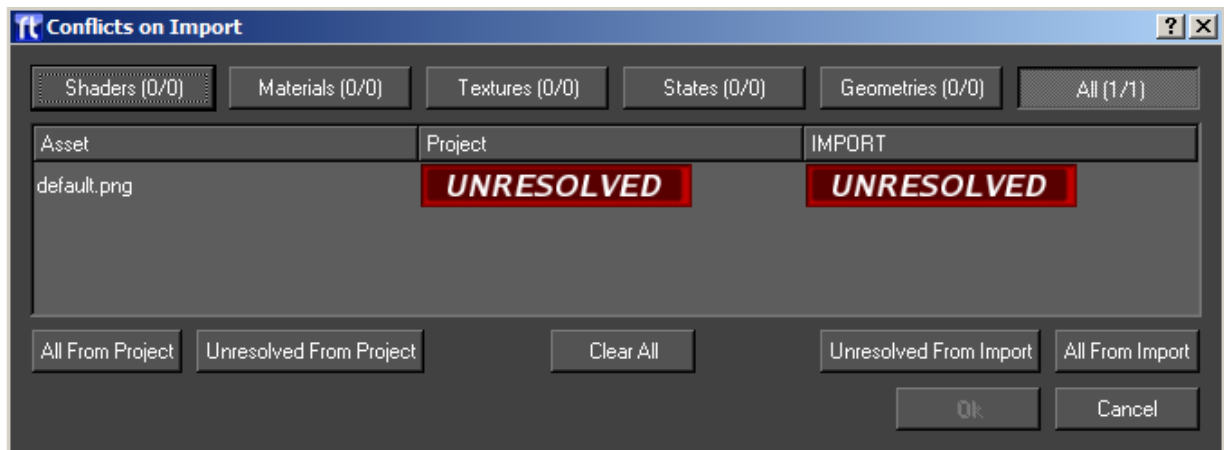 ft Conflicts on Import
? X
Shaders (0/0) Materials (0/0) Textures (0/0) States (0/0) Geometries (0/0) All (1/1)
Asset Project IMPORT
default.png UNRESOLVED UNRESOLVED
All From Project Unresolved From Project Clear All Unresolved From Import All From Import
Ok Cancel